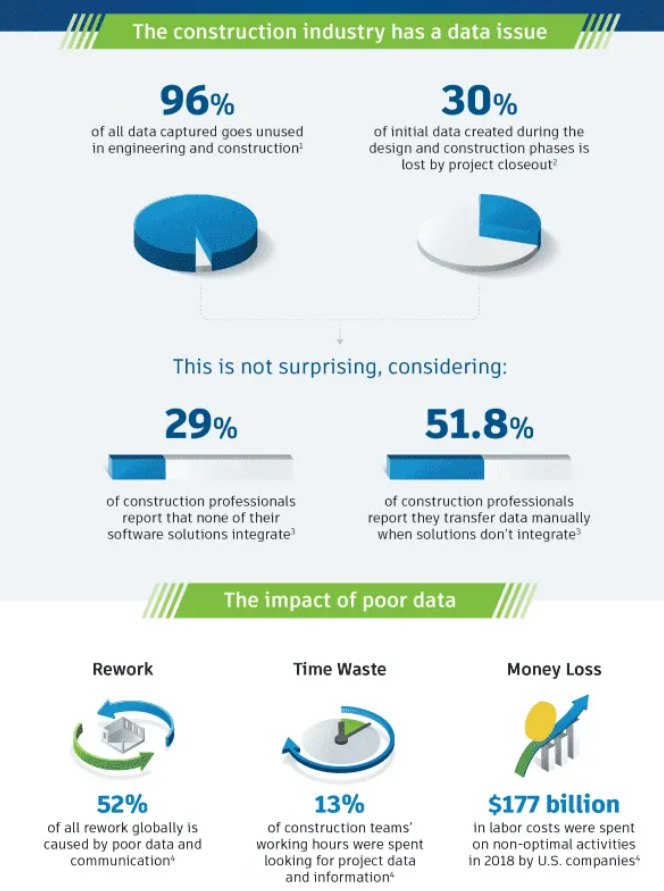 The construction industry has a data issue
96%
of all data captured goes unused
in engineering and construction¹
30%
of initial data created during the
design and construction phases is
lost by project closeout²
This is not surprising, considering:
29%
of construction professionals
report that none of their
software solutions integrate³
51.8%
of construction professionals
report they transfer data manually
when solutions don't integrate³
The impact of poor data
Rework
52%
of all rework globally is
caused by poor data and
communication⁴
Time Waste
13%
of construction teams'
working hours were spent
looking for project data
and information⁴
Money Loss
$177 billion
in labor costs were spent
on non-optimal activities
in 2018 by U.S. companies⁴